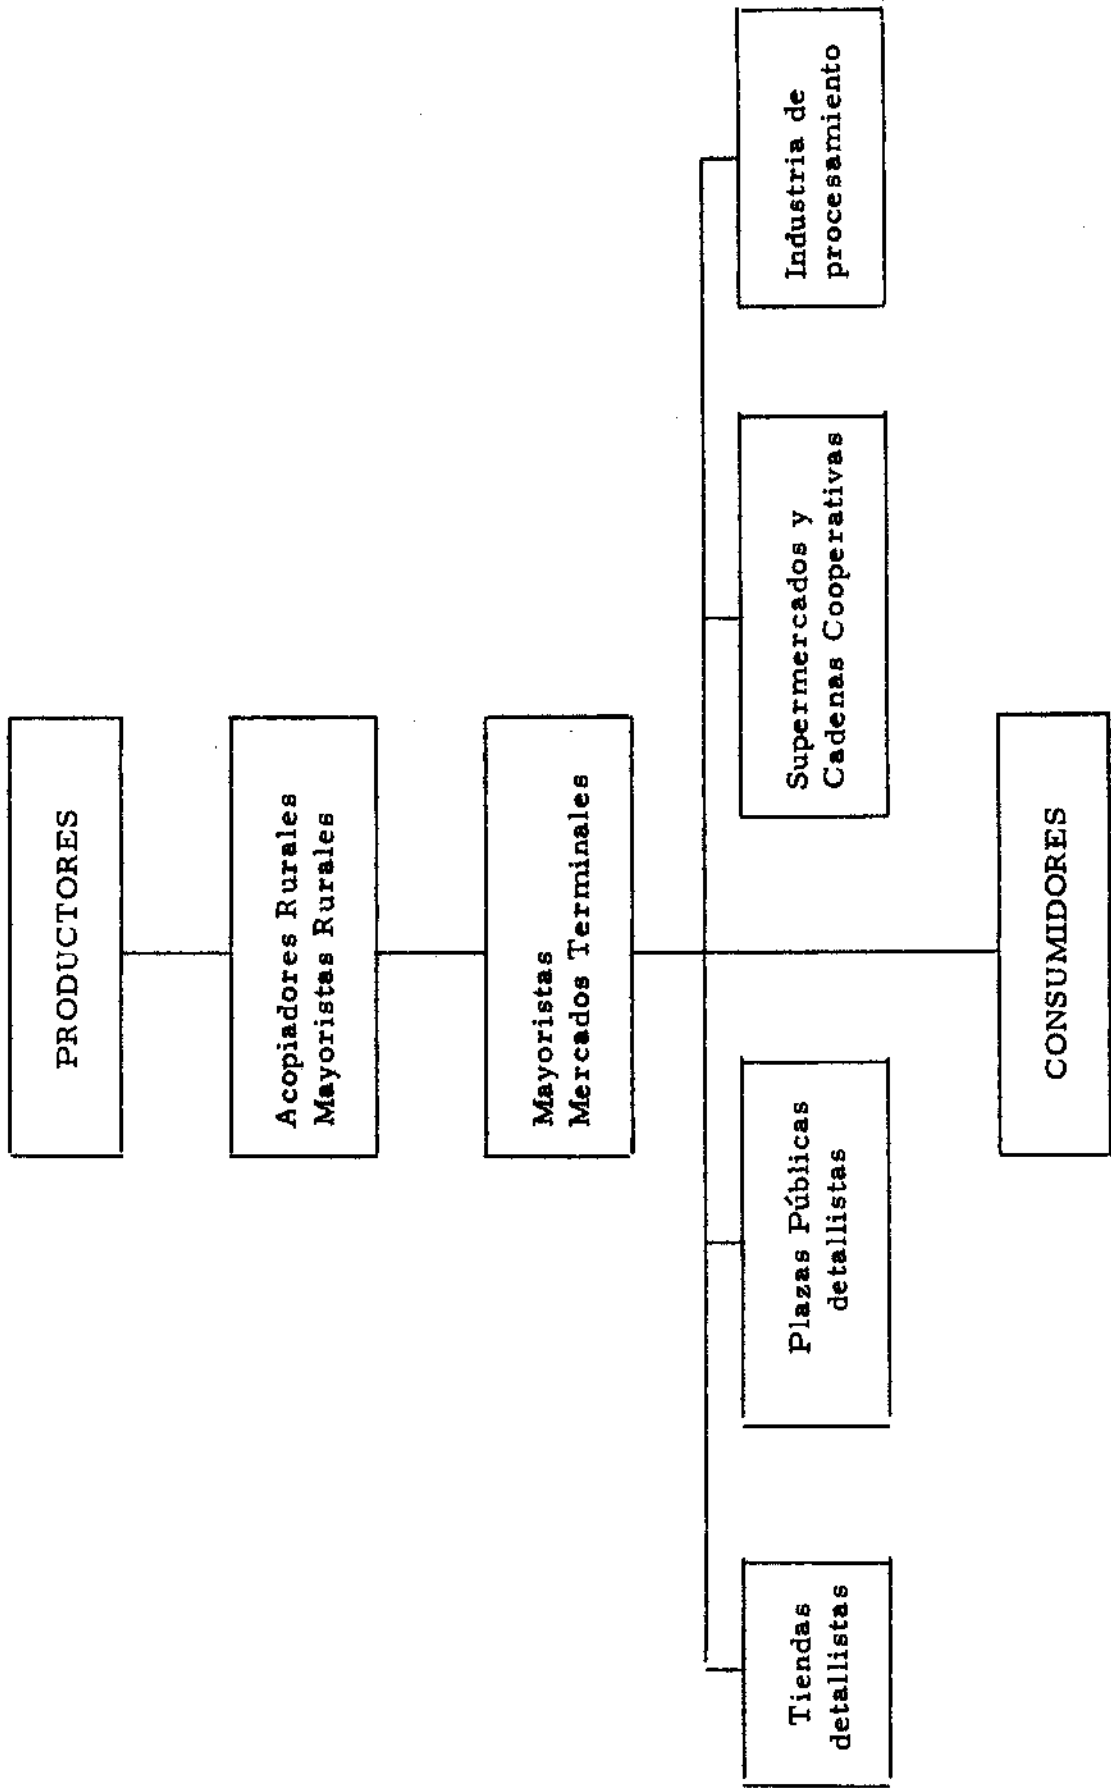 PRODUCTORES
Acopiadores Rurales
Mayoristas Rurales
Mayoristas
Mercados Terminales
Tiendas
detallistas
Plazas Públicas
detallistas
Supermercados y
Cadenas Cooperativas
Industria de
procesamiento
CONSUMIDORES